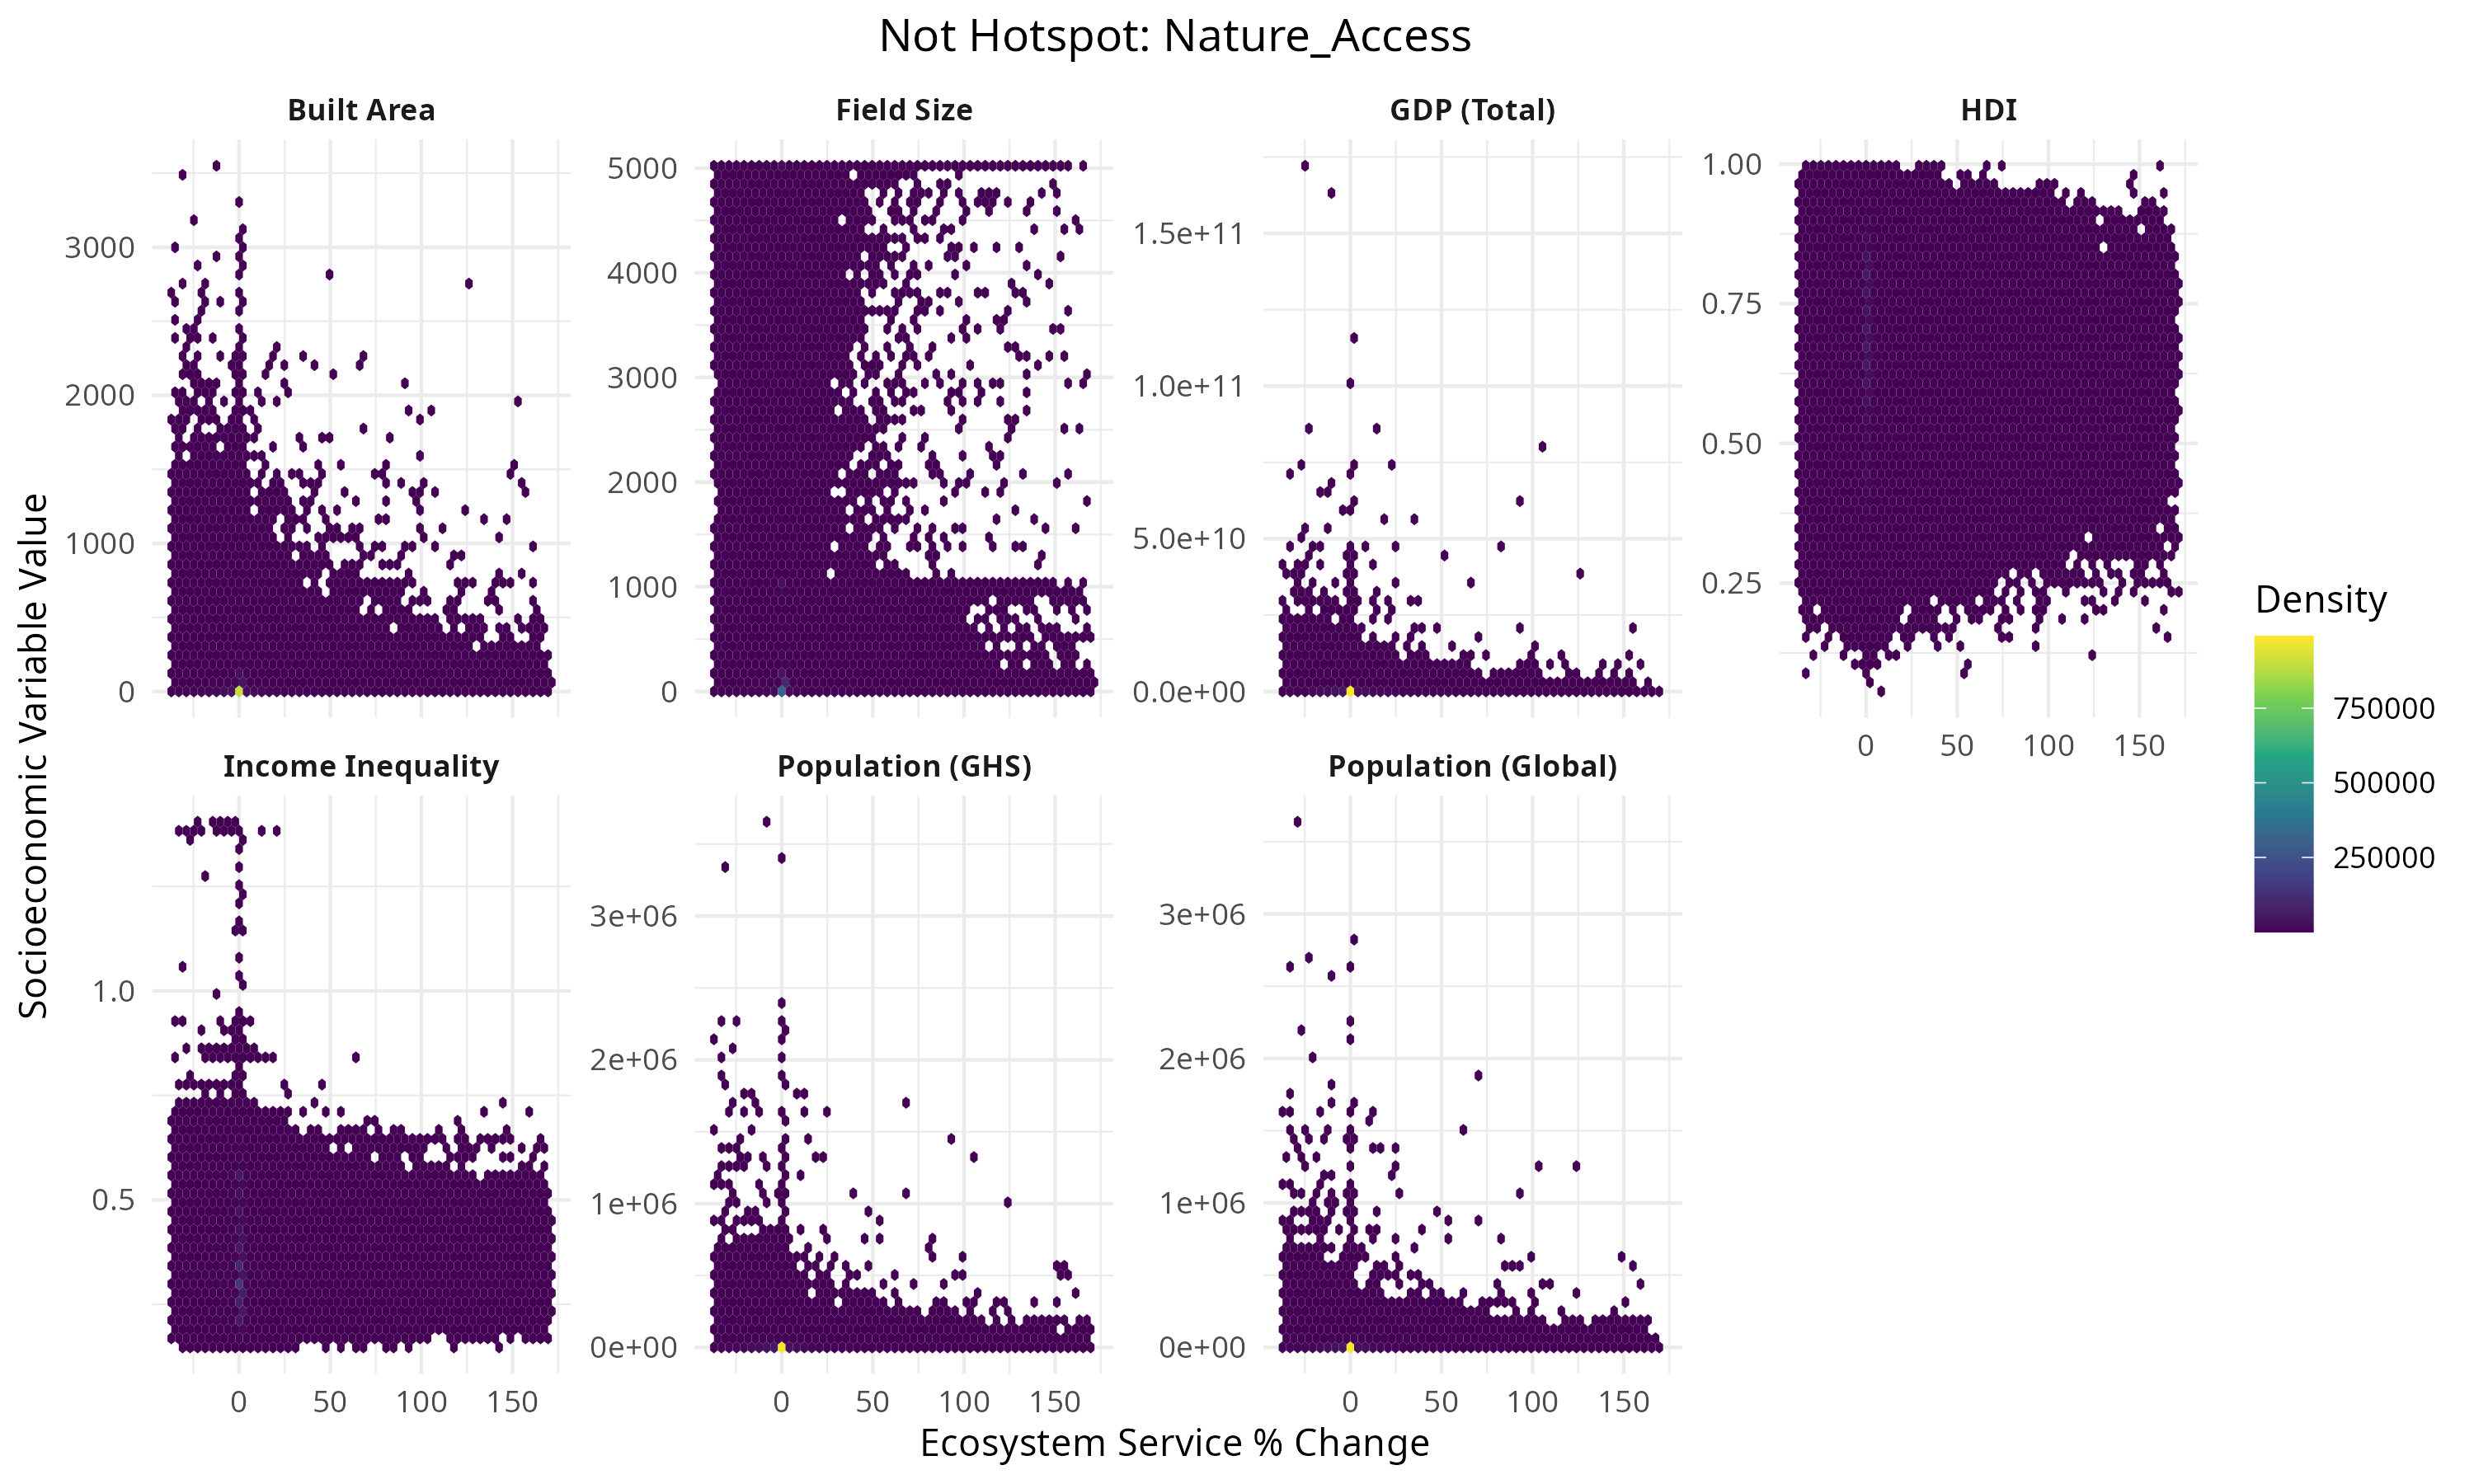 Not Hotspot: Nature_Access
Built Area
Field Size
GDP (Total)
HDI
3000
2000
1000
0
5000
4000
3000
2000
1000
0
1.5e+11
1.0e+11
5.0e+10
0.0e+00
1.00
0.75
0.50
0.25
0 50 100 150
Income Inequality
Population (GHS)
Population (Global)
1.0
0.5
3e+06
2e+06
1e+06
0e+00
3e+06
2e+06
1e+06
0e+00
0 50 100 150
0 50 100 150
0 50 100 150
Ecosystem Service % Change
Socioeconomic Variable Value
Density
750000
500000
250000